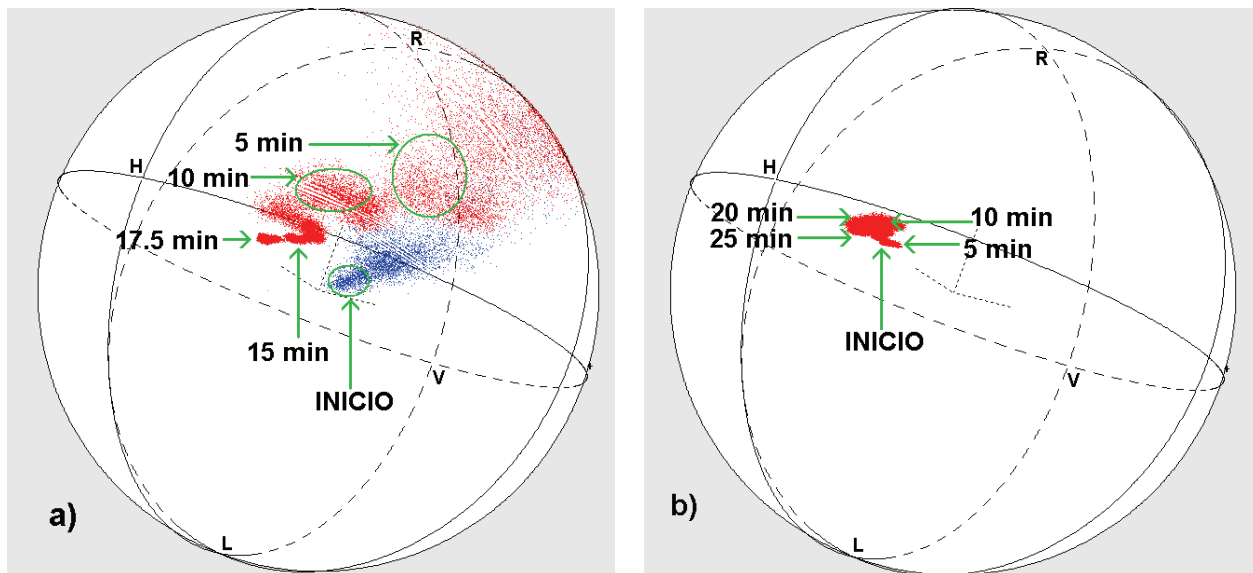 R
5 min
H
10 min
17.5 min
15 min
V
INICIO
a)
L
R
H
20 min
10 min
25 min
5 min
INICIO
V
b)
L